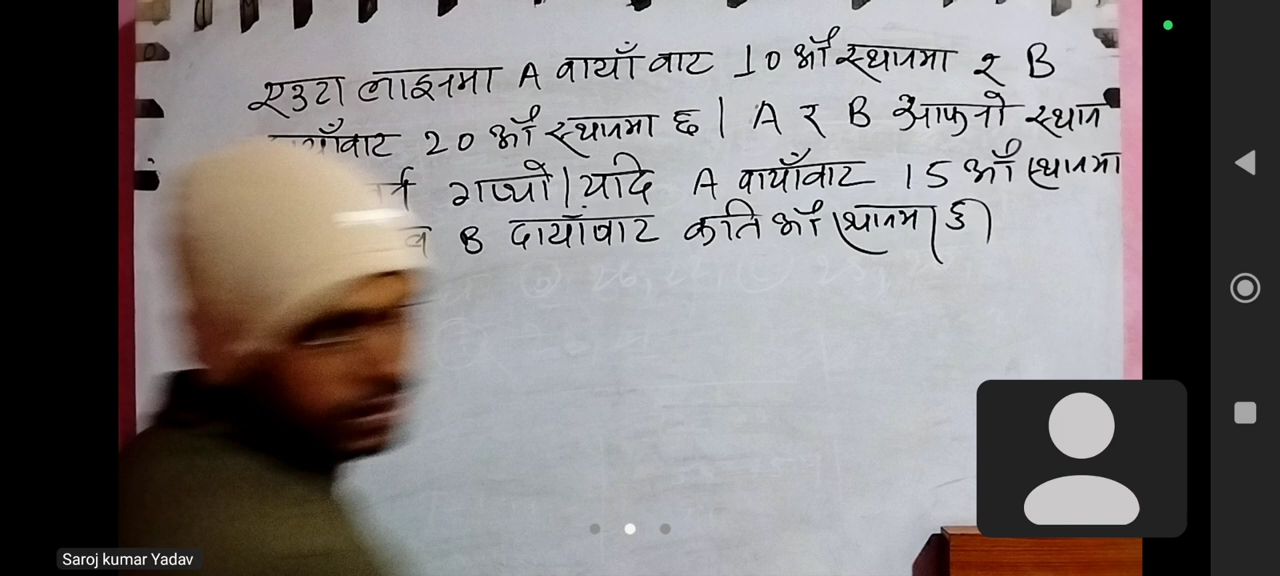 एउटा लाइनमा A बायाँबाट 10 औँ स्थानमा र B
दायाँबाट 20 औँ स्थानमा छ। A र B आफ्नो स्थान
गर्यो। यदि A बायाँबाट 15 औँ स्थानमा
B दायाँबाट कति औँ स्थानमा छ
Saroj kumar Yadav